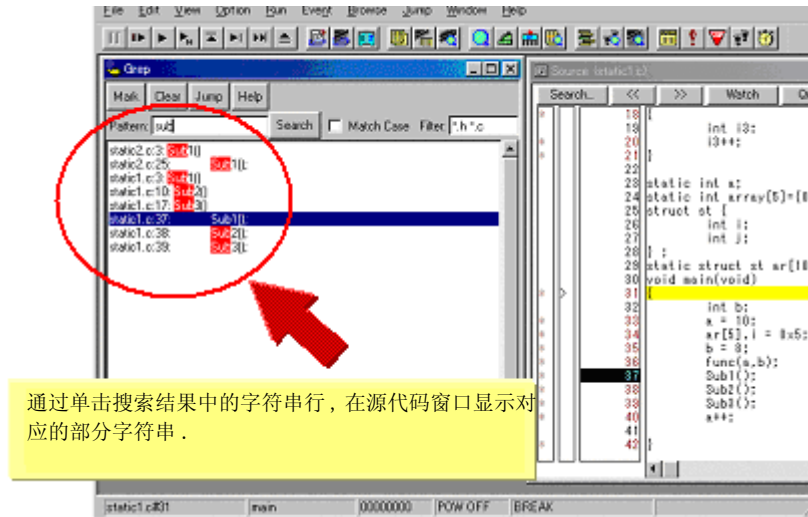 File Edit View Option Run Event Browse Jump Window Help
Grep
Mark Clear Jump Help
Pattern: sub Search Match Case Filter: *.h *.c
static2.c:3: Sub1()
static2.c:25: Sub1();
static1.c:3: Sub1()
static1.c:10: Sub2()
static1.c:17: Sub3()
static1.c:37: Sub1();
static1.c:38: Sub2();
static1.c:39: Sub3();
通过单击搜索结果中的字符串行 , 在源代码窗口显示对
应的部分字符串 .
Source (static1.c)
Search... << >> Watch
18 {
19 int i3;
20 i3++;
21 }
22
23 static int a;
24 static int array[5]={
25 struct st {
26 int i;
27 int j;
28 } ;
29 static struct st ar[10
30 void main(void)
31 {
32 int b;
33 a = 10;
34 ar[5].i = 0x5;
35 b = 8;
36 func(a,b);
37 Sub1();
38 Sub2();
39 Sub3();
40 a++;
41
42 }
static1.c#31 main 00000000 POW OFF BREAK